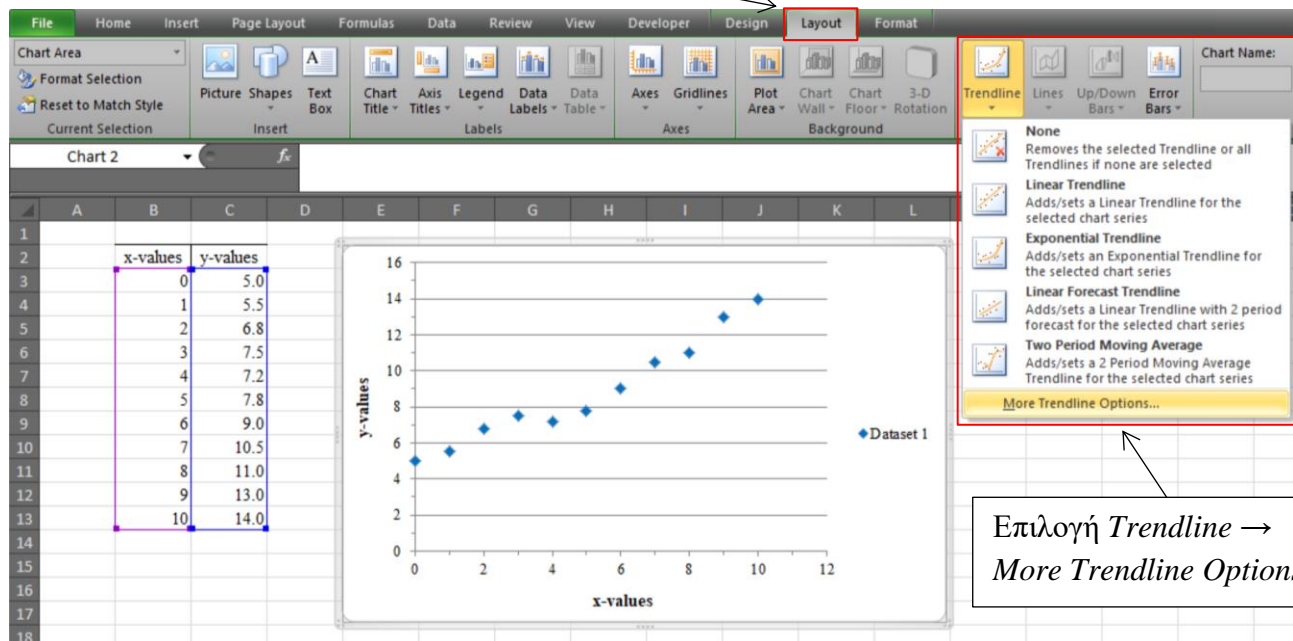 File Home Insert Page Layout Formulas Data Review View Developer Design Layout Format
Chart Area
Format Selection
Reset to Match Style
Current Selection
Picture Shapes Text Box
Insert
Chart Title Axis Titles Legend Data Labels Data Table
Labels
Axes Gridlines
Axes
Plot Area Chart Wall Chart Floor 3-D Rotation
Background
Trendline Lines Up/Down Bars Error Bars
Chart Name:
None
Removes the selected Trendline or all
Trendlines if none are selected
Linear Trendline
Adds/sets a Linear Trendline for the
selected chart series
Exponential Trendline
Adds/sets an Exponential Trendline for
the selected chart series
Linear Forecast Trendline
Adds/sets a Linear Trendline with 2 period
forecast for the selected chart series
Two Period Moving Average
Adds/sets a 2 Period Moving Average
Trendline for the selected chart series
More Trendline Options...
Chart 2 fx
A B C D E F G H I J K L
1
2 x-values y-values
3 0 5.0
4 1 5.5
5 2 6.8
6 3 7.5
7 4 7.2
8 5 7.8
9 6 9.0
10 7 10.5
11 8 11.0
12 9 13.0
13 10 14.0
14
15
16
17
18
16
14
12
10
8
6
4
2
0
y-values
0 2 4 6 8 10 12
x-values
Dataset 1
Επιλογή Trendline →
More Trendline Option